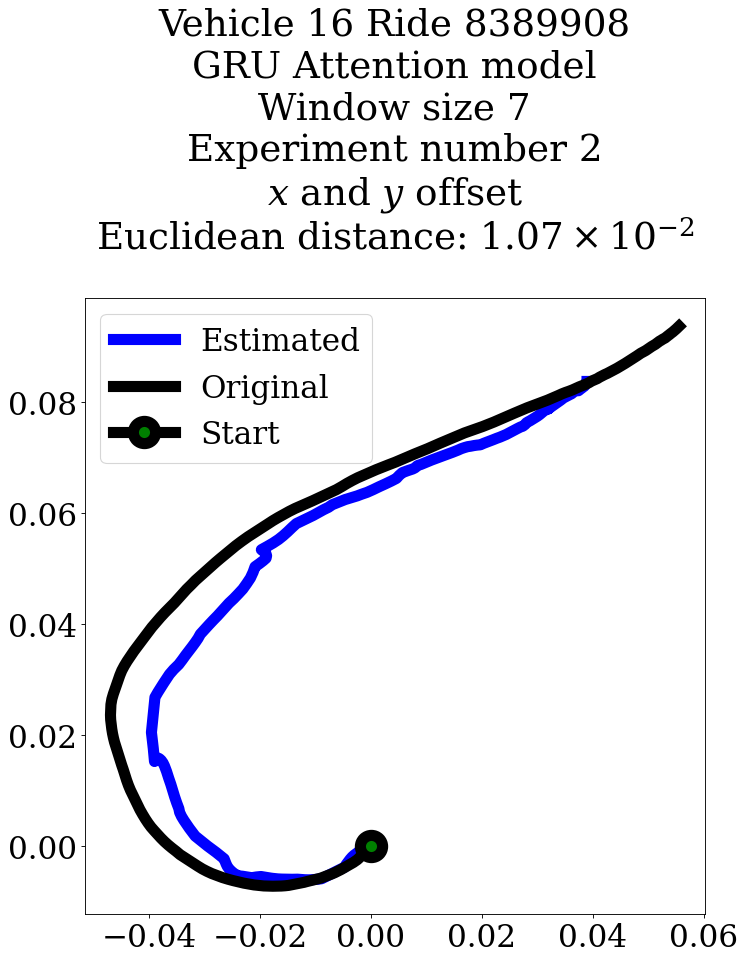 Vehicle 16 Ride 8389908
GRU Attention model
Window size 7
Experiment number 2
x and y offset
Euclidean distance: 1.07 × 10⁻²
Estimated
Original
Start
0.08
0.06
0.04
0.02
0.00
−0.04 −0.02 0.00 0.02 0.04 0.06